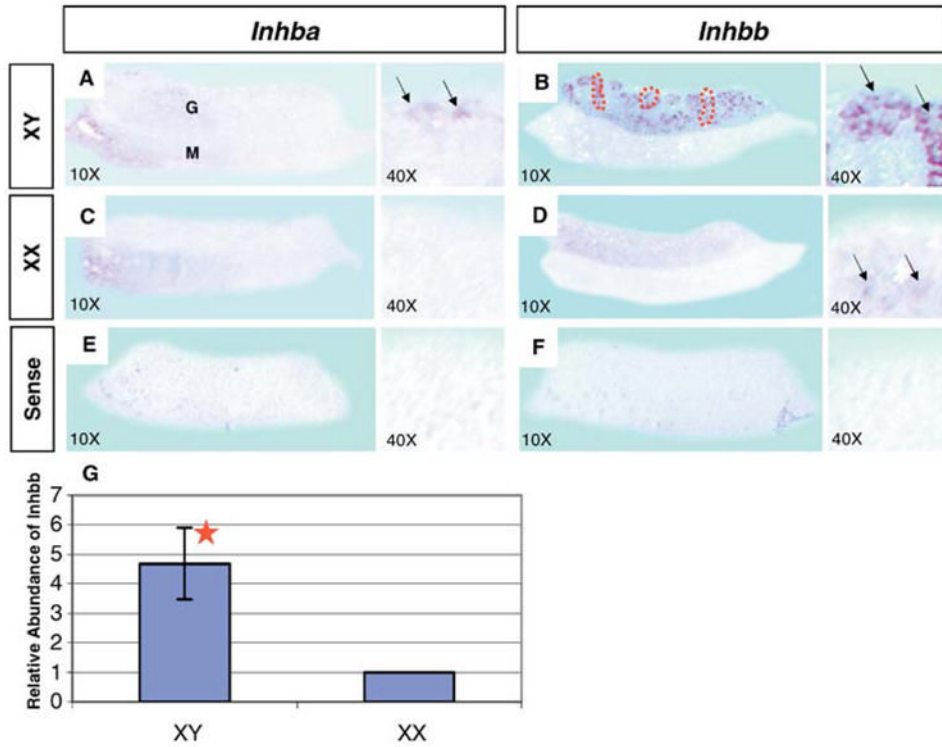 Inhba Inhbb
XY
A G M 10X 40X B 10X 40X
XX
C 10X 40X D 10X 40X
Sense
E 10X 40X F 10X 40X
G
Relative Abundance of Inhbb
7
6
5
4
3
2
1
0
XY XX